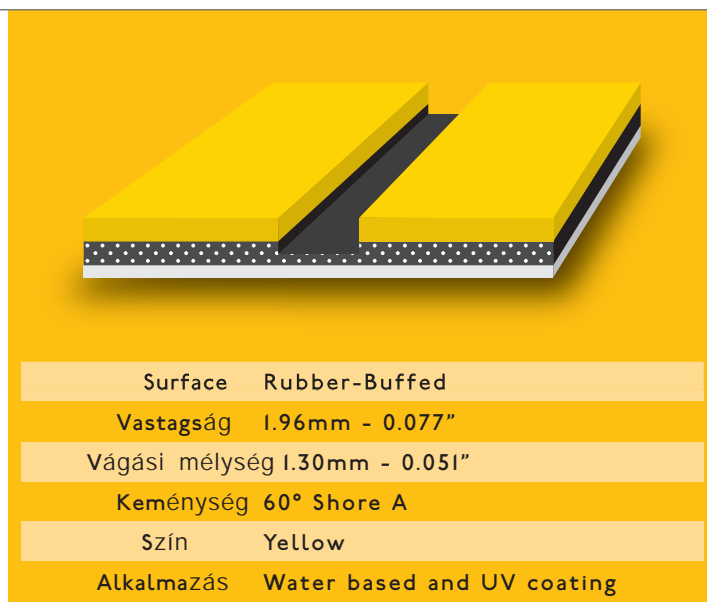 Surface Rubber-Buffed
Vastagság 1.96mm - 0.077”
Vágási mélység 1.30mm - 0.051”
Keménység 60° Shore A
Szín Yellow
Alkalmazás Water based and UV coating